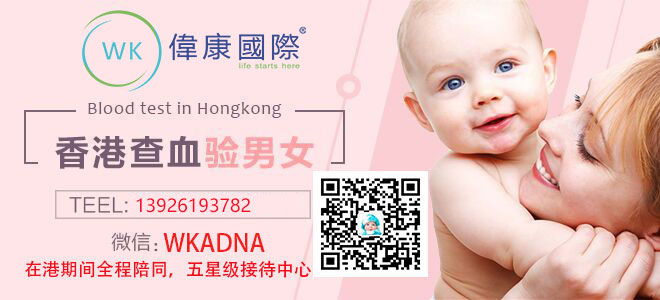 WK 偉康國際®
life starts here
Blood test in Hongkong
香港查血验男女
TEEL: 13926193782
微信: WKADNA
在港期间全程陪同，五星级接待中心